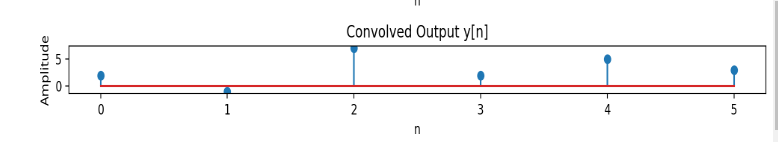 n
Convolved Output y[n]
Amplitude
5
0
0 1 2 3 4 5
n